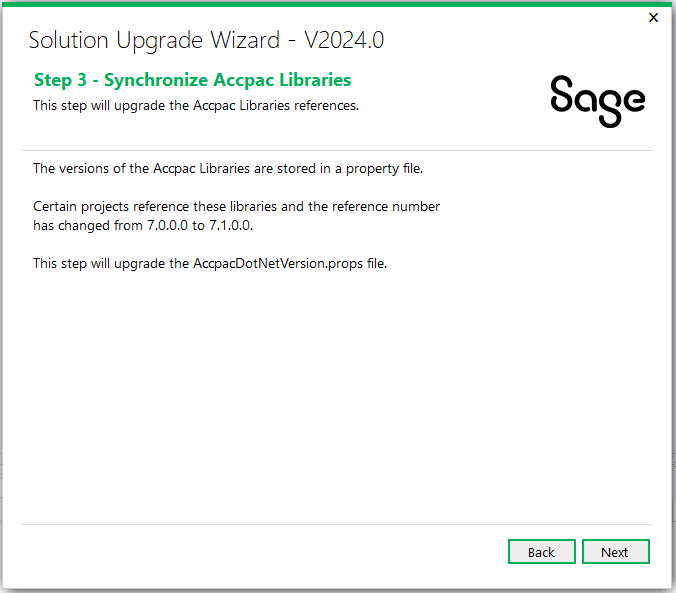 Solution Upgrade Wizard - V2024.0
Step 3 - Synchronize Accpac Libraries
This step will upgrade the Accpac Libraries references.
Sage
The versions of the Accpac Libraries are stored in a property file.
Certain projects reference these libraries and the reference number
has changed from 7.0.0.0 to 7.1.0.0.
This step will upgrade the AccpacDotNetVersion.props file.
Back
Next